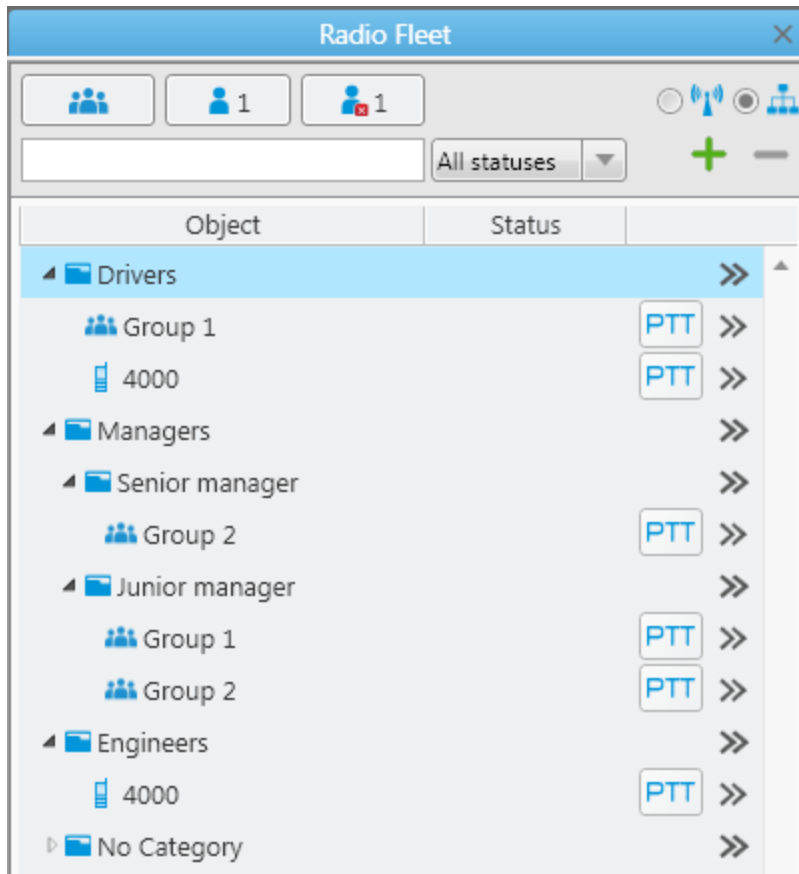 Radio Fleet
1 1
All statuses
Object Status
Drivers
Group 1 PTT
4000 PTT
Managers
Senior manager
Group 2 PTT
Junior manager
Group 1 PTT
Group 2 PTT
Engineers
4000 PTT
No Category